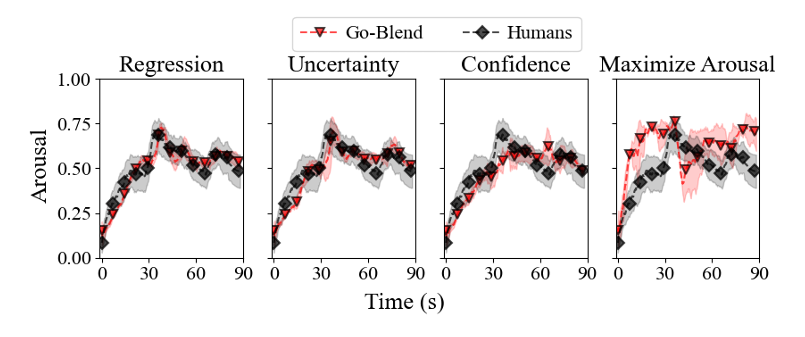 Go-Blend Humans
Regression Uncertainty Confidence Maximize Arousal
1.00
0.75
0.50
0.25
0.00
Arousal
0 30 60 90 0 30 60 90 0 30 60 90 0 30 60 90
Time (s)